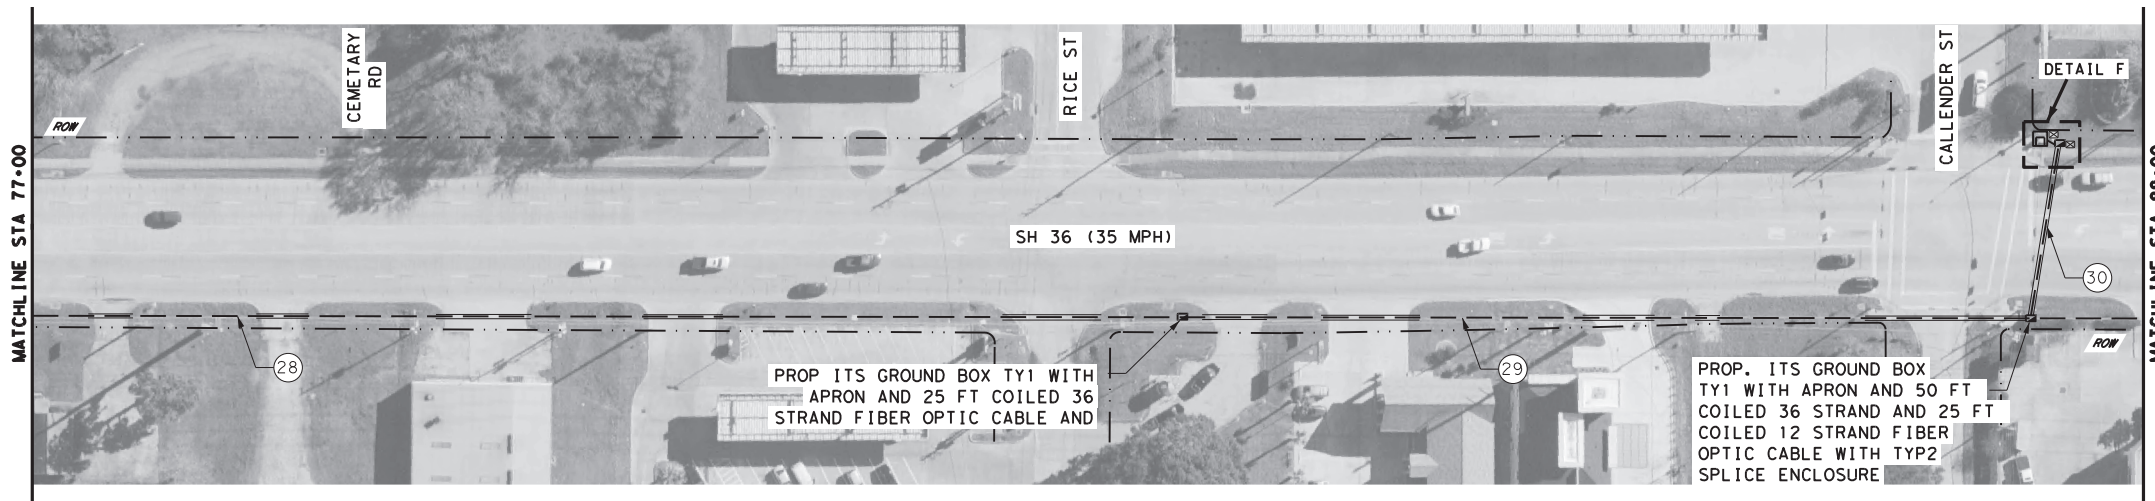 CEMETARY
RD
RICE ST
CALLENDER ST
DETAIL F
ROW
MATCHLINE STA 77+00
SH 36 (35 MPH)
30
28
29
ROW
PROP ITS GROUND BOX TY1 WITH
APRON AND 25 FT COILED 36
STRAND FIBER OPTIC CABLE AND
PROP. ITS GROUND BOX
TY1 WITH APRON AND 50 FT
COILED 36 STRAND AND 25 FT
COILED 12 STRAND FIBER
OPTIC CABLE WITH TYP2
SPLICE ENCLOSURE